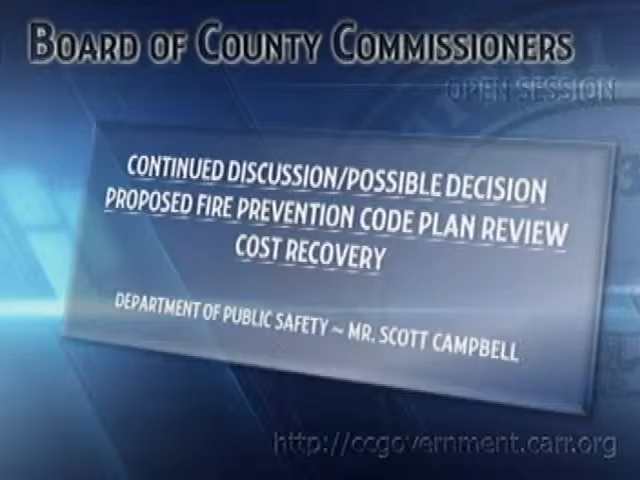 BOARD OF COUNTY COMMISSIONERS
OPEN SESSION
CONTINUED DISCUSSION/POSSIBLE DECISION
PROPOSED FIRE PREVENTION CODE PLAN REVIEW
COST RECOVERY
DEPARTMENT OF PUBLIC SAFETY ~ MR. SCOTT CAMPBELL
http://ccgovernment.carr.org